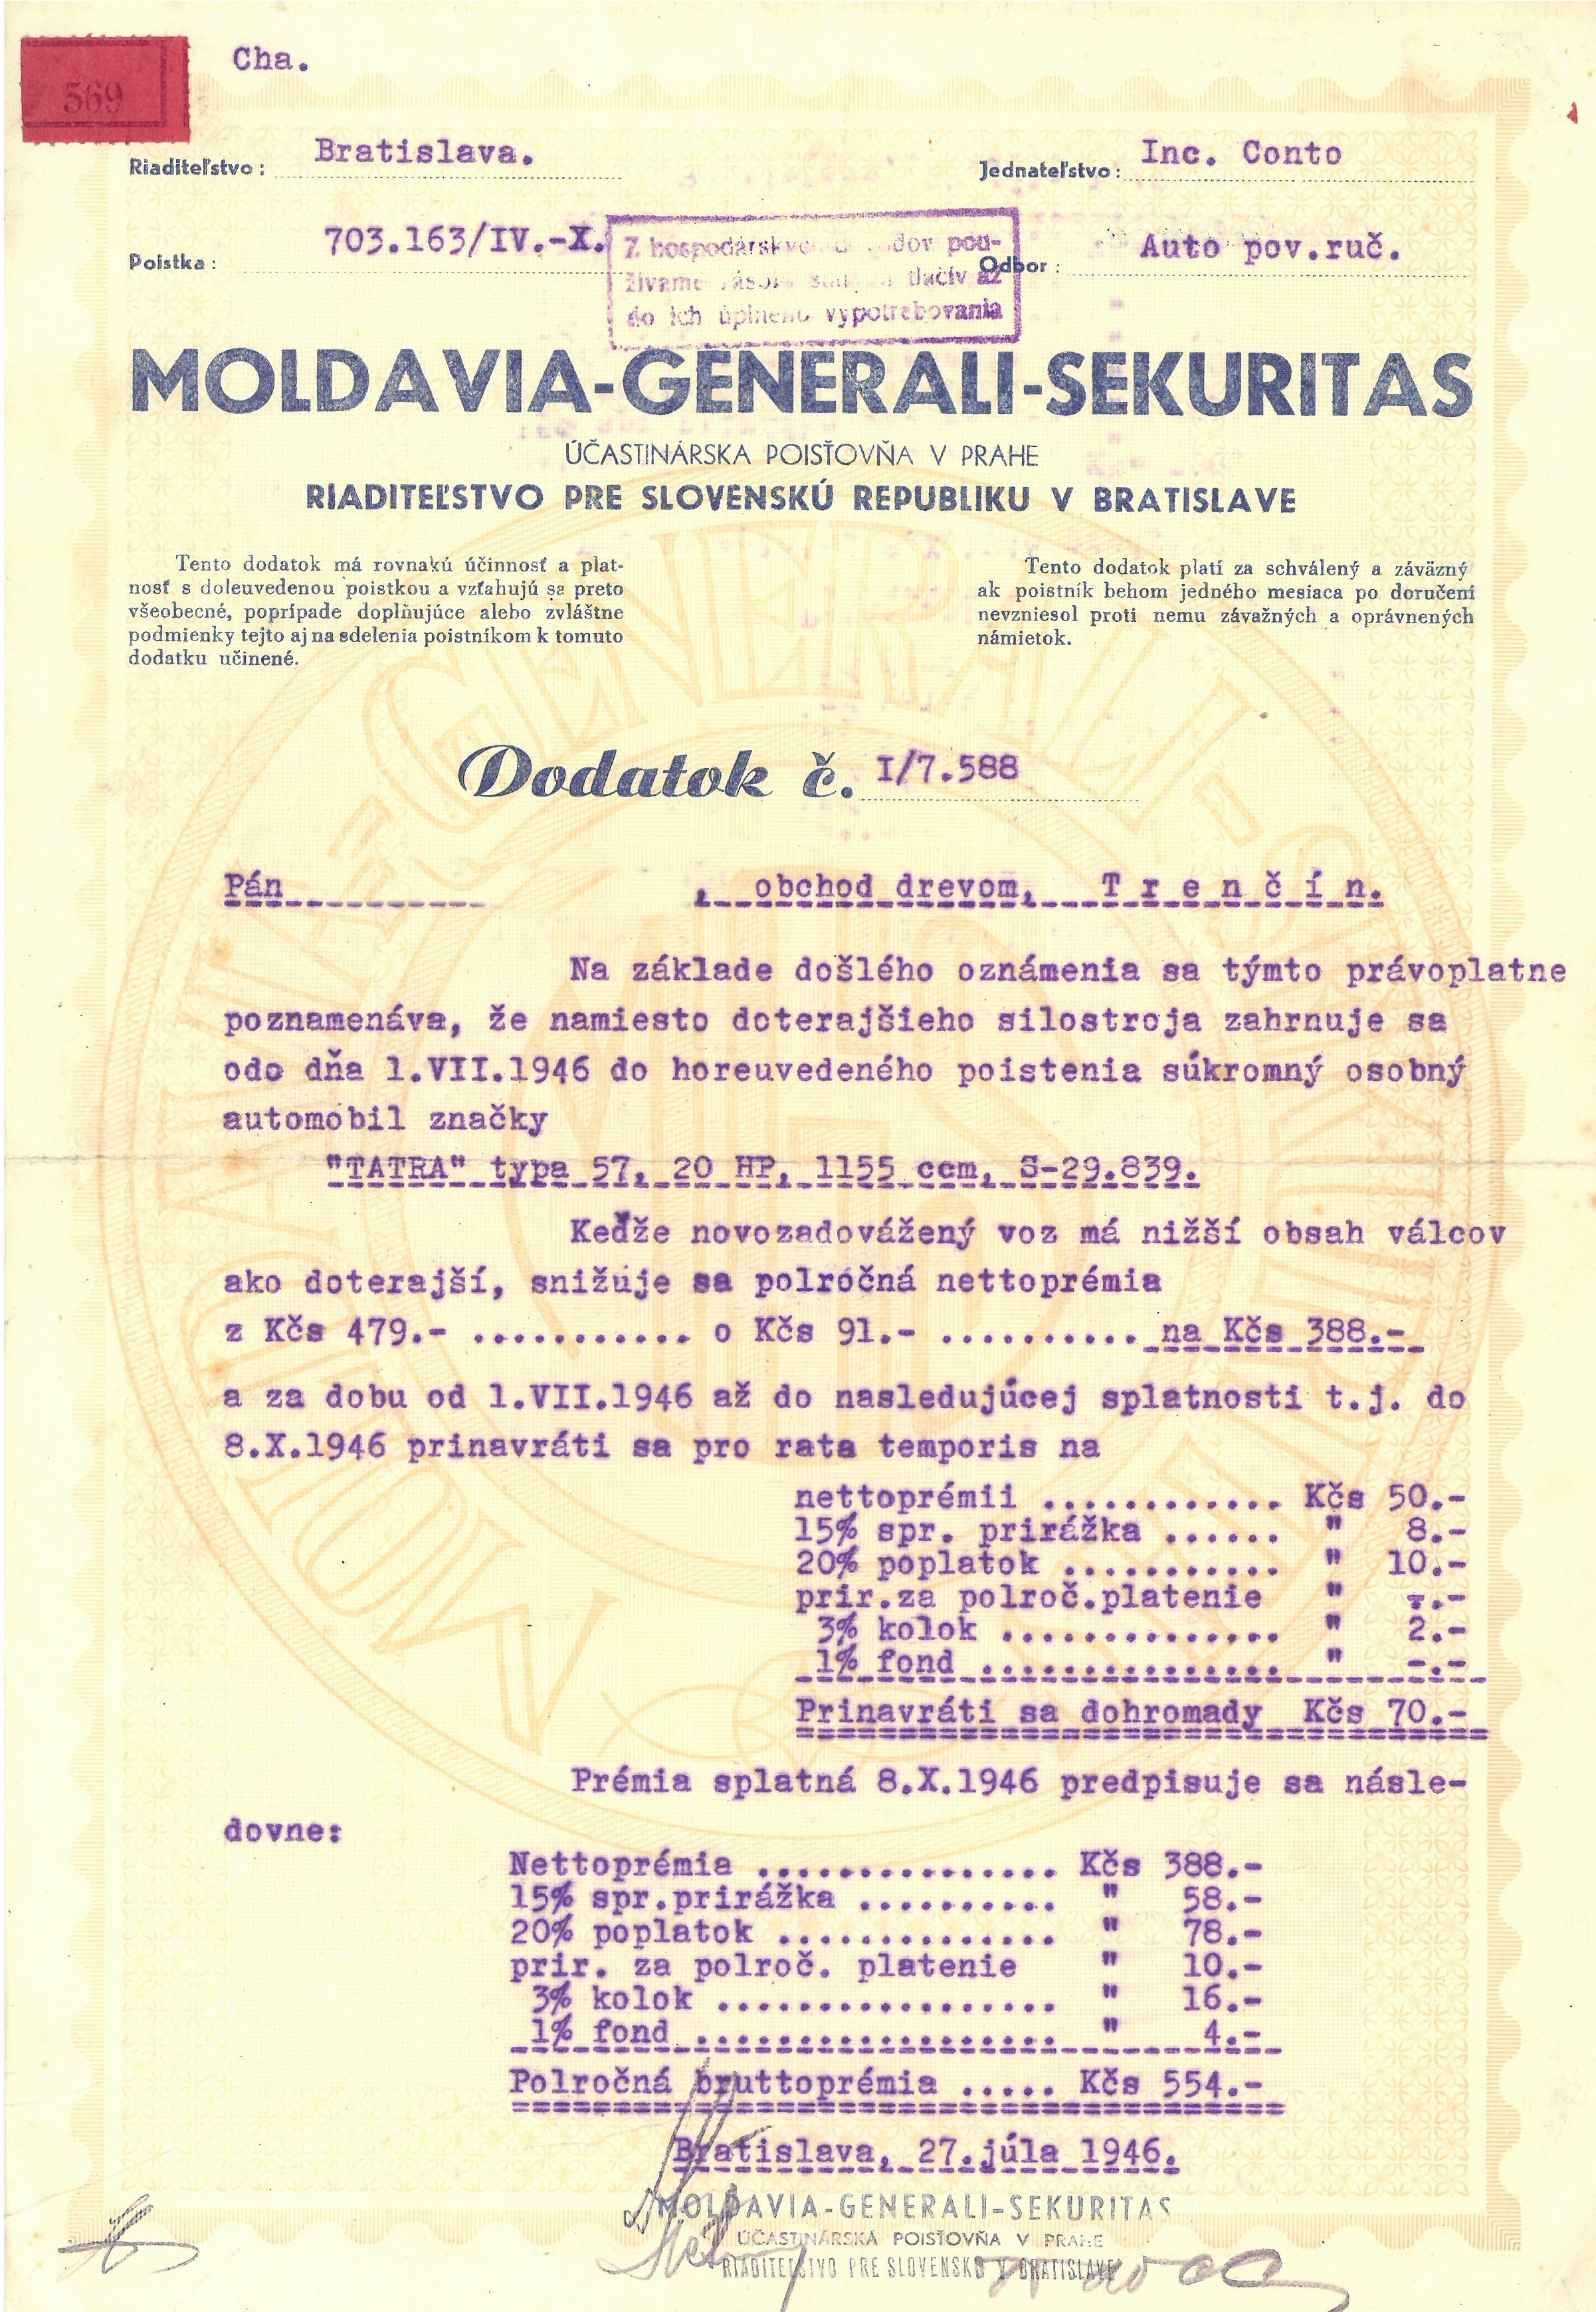 569
Cha.
Riaditeľstvo: Bratislava.
Jednateľstvo: Inc. Conto
Poistka: 703.163/IV.-X.
Odbor: Auto pov.ruč.
Z hospodárskych dôvodov pou-
žívame tlačív až
do ich úplného vypotrebovania
MOLDAVIA-GENERALI-SEKURITAS
ÚČASTINÁRSKA POISŤOVŇA V PRAHE
RIADITEĽSTVO PRE SLOVENSKÚ REPUBLIKU V BRATISLAVE
Tento dodatok má rovnakú účinnosť a plat-
nosť s doleuvedenou poistkou a vzťahujú sa preto
všeobecné, poprípade doplňujúce alebo zvláštne
podmienky tejto aj na sdelenia poistníkom k tomuto
dodatku učinené.
Tento dodatok platí za schválený a záväzný
ak poistník behom jedného mesiaca po doručení
nevzniesol proti nemu závažných a oprávnených
námietok.
Dodatok č. I/7.588
Pán , obchod drevom, Trenčín.
Na základe došlého oznámenia sa týmto právoplatne
poznamenáva, že namiesto doterajšieho silostroja zahrnuje sa
odo dňa 1.VII.1946 do horeuvedeného poistenia súkromný osobný
automobil značky
"TATRA" typa 57, 20 HP, 1155 ccm, S-29.839.
Keďže novozadovážený voz má nižší obsah válcov
ako doterajší, snižuje sa polročná nettoprémia
z Kčs 479.- ........... o Kčs 91.- .......... na Kčs 388.-
a za dobu od 1.VII.1946 až do nasledujúcej splatnosti t.j. do
8.X.1946 prinavráti sa pro rata temporis na
nettoprémii ............ Kčs 50.-
15% spr. prirážka ...... " 8.-
20% poplatok ........... " 10.-
prir.za polroč.platenie " -.-
3% kolok .............. " 2.-
1% fond ............... " -.-
Prinavráti sa dohromady Kčs 70.-
Prémia splatná 8.X.1946 predpisuje sa násle-
dovne:
Nettoprémia ............... Kčs 388.-
15% spr.prirážka .......... " 58.-
20% poplatok .............. " 78.-
prir. za polroč. platenie " 10.-
3% kolok ................. " 16.-
1% fond .................. " 4.-
Polročná bruttoprémia ..... Kčs 554.-
Bratislava, 27.júla 1946.
MOLDAVIA-GENERALI-SEKURITAS
ÚČASTINÁRSKA POISŤOVŇA V PRAHE
RIADITEĽSTVO PRE SLOVENSKO V BRATISLAVE